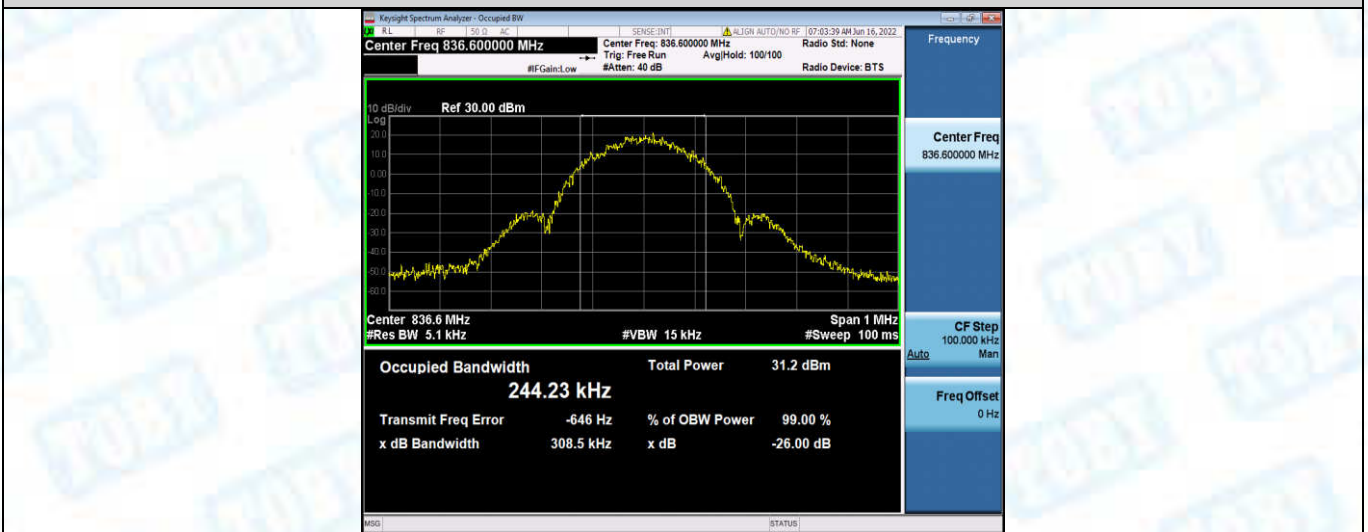 Keysight Spectrum Analyzer - Occupied BW
RL RF 50 Ω AC SENSE:INT ALIGN AUTO/NO RF 07:03:39 AM Jun 16, 2022
Center Freq 836.600000 MHz
Center Freq: 836.600000 MHz Radio Std: None
Trig: Free Run Avg|Hold: 100/100
#IFGain:Low #Atten: 40 dB Radio Device: BTS
10 dB/div Ref 30.00 dBm
Log
20.0
10.0
0.00
-10.0
-20.0
-30.0
-40.0
-50.0
-60.0
Center 836.6 MHz Span 1 MHz
#Res BW 5.1 kHz #VBW 15 kHz #Sweep 100 ms
Occupied Bandwidth Total Power 31.2 dBm
244.23 kHz
Transmit Freq Error -646 Hz % of OBW Power 99.00 %
x dB Bandwidth 308.5 kHz x dB -26.00 dB
MSG STATUS
Frequency
Center Freq
836.600000 MHz
CF Step
100.000 kHz
Auto Man
Freq Offset
0 Hz